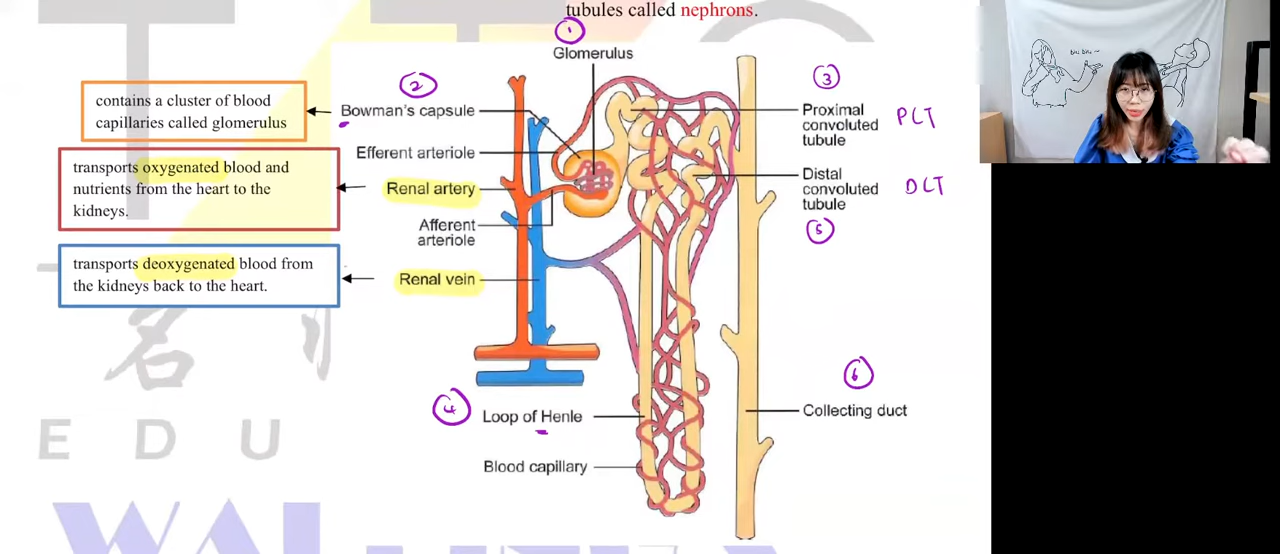 tubules called nephrons.
1
Glomerulus
2
3
contains a cluster of blood
capillaries called glomerulus
Bowman's capsule
Proximal
convoluted
tubule
PCT
Efferent arteriole
transports oxygenated blood and
nutrients from the heart to the
kidneys.
Renal artery
Distal
convoluted
tubule
DCT
5
Afferent
arteriole
transports deoxygenated blood from
the kidneys back to the heart.
Renal vein
名
6
4
Loop of Henle
Collecting duct
E D U
Blood capillary